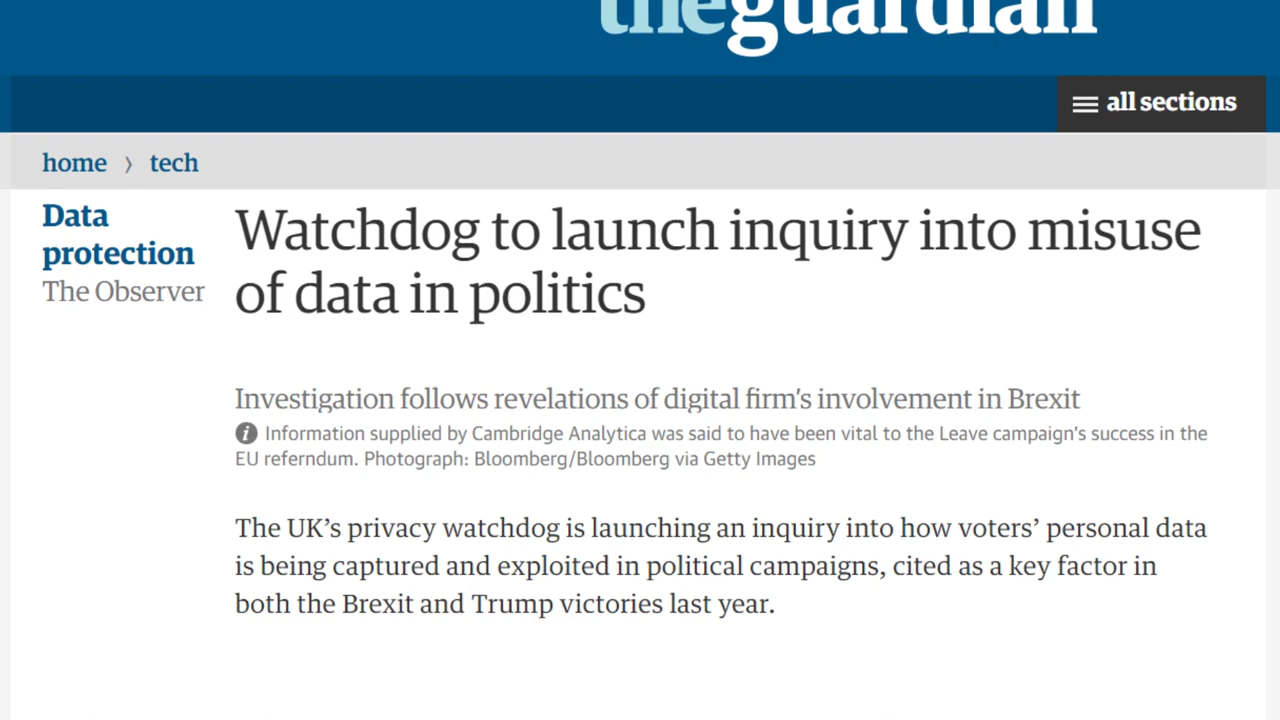 theguardian
all sections
home › tech
Data
protection
The Observer
Watchdog to launch inquiry into misuse
of data in politics
Investigation follows revelations of digital firm's involvement in Brexit
Information supplied by Cambridge Analytica was said to have been vital to the Leave campaign's success in the
EU referndum. Photograph: Bloomberg/Bloomberg via Getty Images
The UK's privacy watchdog is launching an inquiry into how voters' personal data
is being captured and exploited in political campaigns, cited as a key factor in
both the Brexit and Trump victories last year.